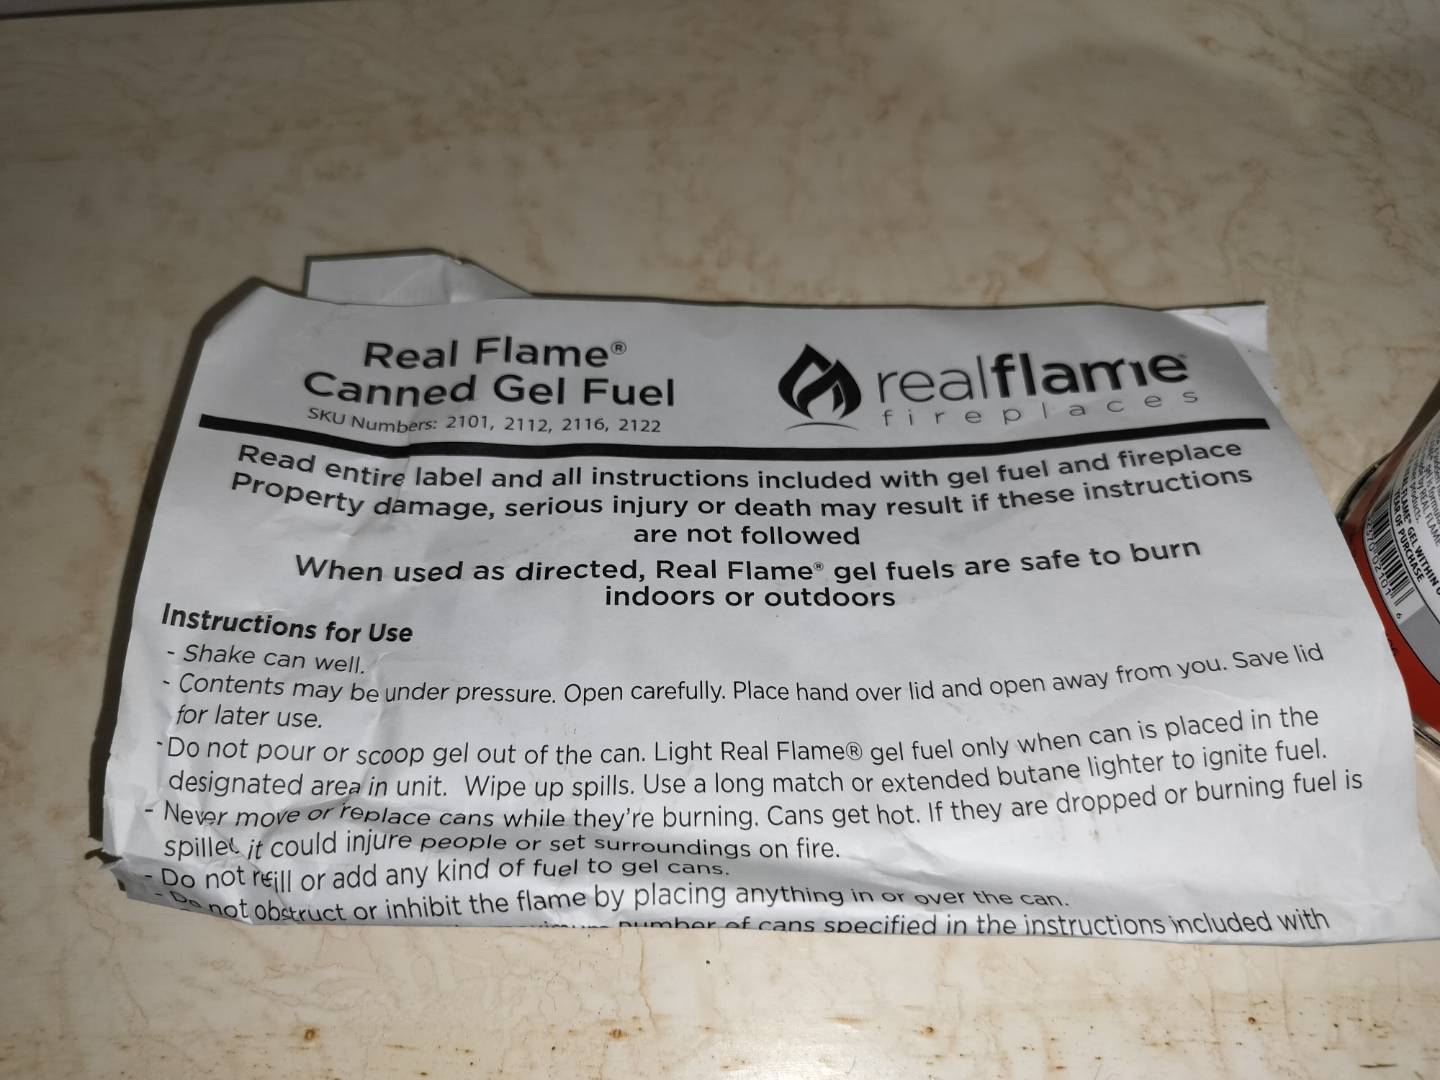 Real Flame®
Canned Gel Fuel
SKU Numbers: 2101, 2112, 2116, 2122
realflame
fireplaces
Read entire label and all instructions included with gel fuel and fireplace
Property damage, serious injury or death may result if these instructions
are not followed
When used as directed, Real Flame® gel fuels are safe to burn
indoors or outdoors
Instructions for Use
- Shake can well.
- Contents may be under pressure. Open carefully. Place hand over lid and open away from you. Save lid
for later use.
- Do not pour or scoop gel out of the can. Light Real Flame® gel fuel only when can is placed in the
designated area in unit. Wipe up spills. Use a long match or extended butane lighter to ignite fuel.
- Never move or replace cans while they're burning. Cans get hot. If they are dropped or burning fuel is
spilled it could injure people or set surroundings on fire.
- Do not refill or add any kind of fuel to gel cans.
- Do not obstruct or inhibit the flame by placing anything in or over the can.
number of cans specified in the instructions included with
FLAME® GEL WITHIN
YEAR OF PURCHASE